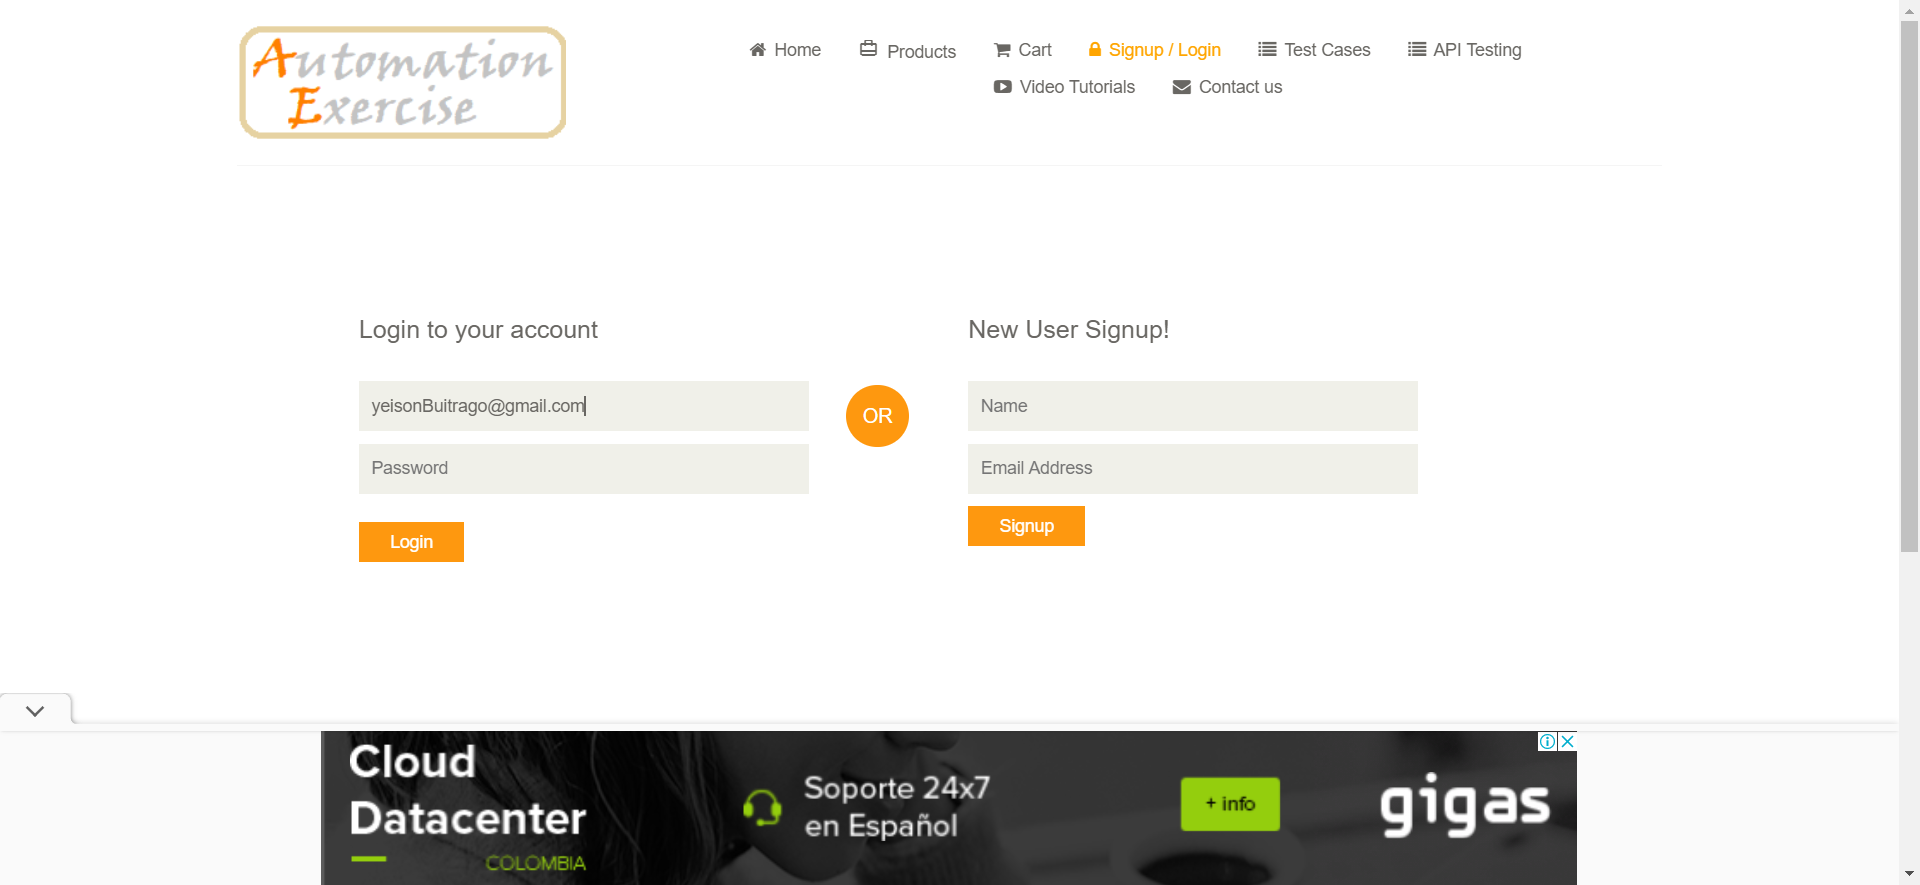 Automation
Exercise
Home
Products
Cart
Signup / Login
Test Cases
API Testing
Video Tutorials
Contact us
Login to your account
yeisonBuitrago@gmail.com
Password
Login
OR
New User Signup!
Name
Email Address
Signup
Cloud
Datacenter
COLOMBIA
Soporte 24x7
en Español
+ info
gigas